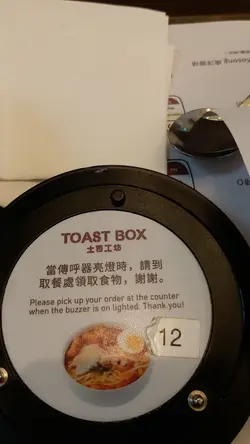 TOAST BOX
土司工坊
當傳呼器亮燈時，請到
取餐處領取食物，謝謝。
Please pick up your order at the counter
when the buzzer is on lighted. Thank you!
12